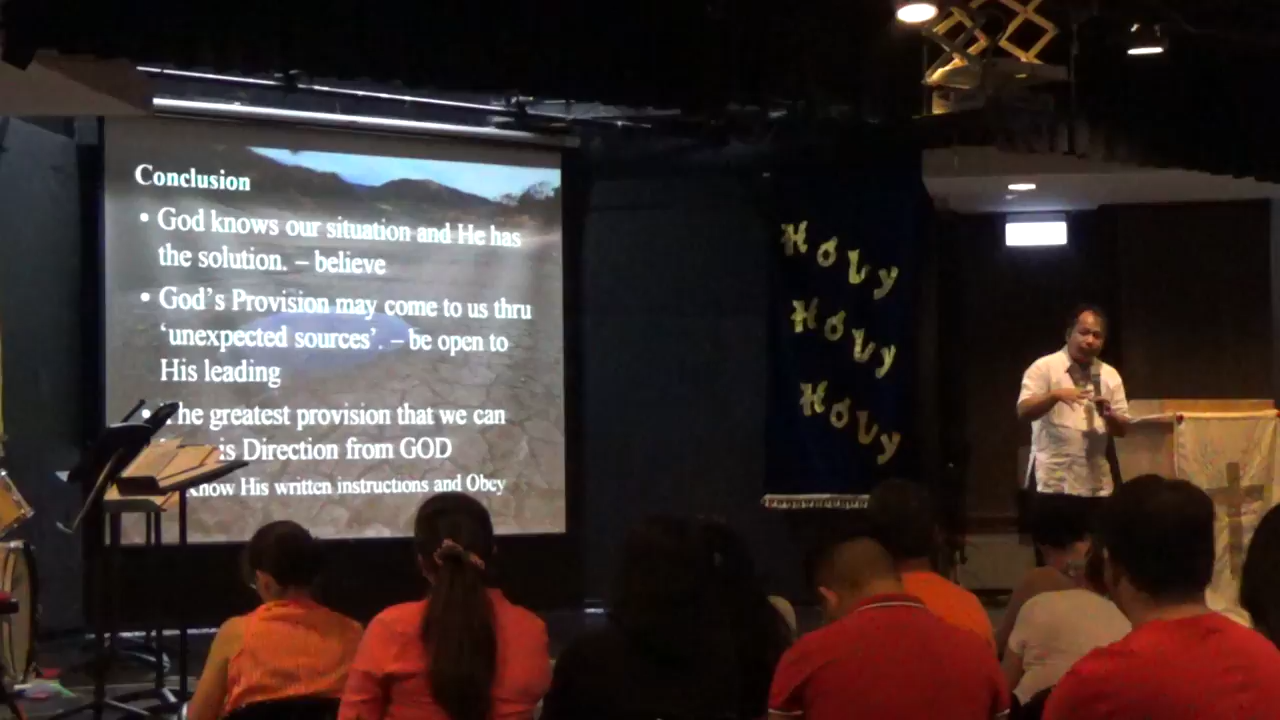 Conclusion
• God knows our situation and He has
the solution. – believe
• God's Provision may come to us thru
'unexpected sources'. – be open to
His leading
• The greatest provision that we can
is Direction from GOD
Know His written instructions and Obey
Holy
Holy
Holy